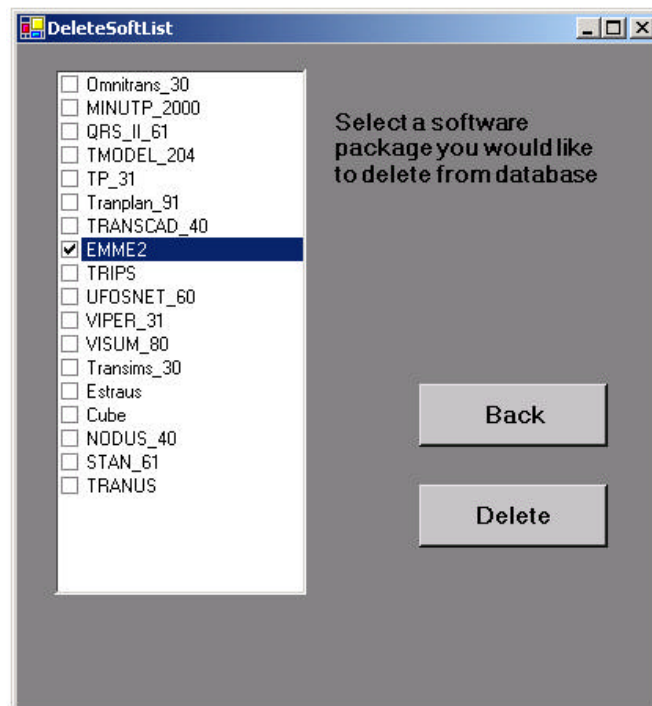 DeleteSoftList
Omnitrans_30
MINUTP_2000
QRS_II_61
TMODEL_204
TP_31
Tranplan_91
TRANSCAD_40
EMME2
TRIPS
UFOSNET_60
VIPER_31
VISUM_80
Transims_30
Estraus
Cube
NODUS_40
STAN_61
TRANUS
Select a software
package you would like
to delete from database
Back
Delete